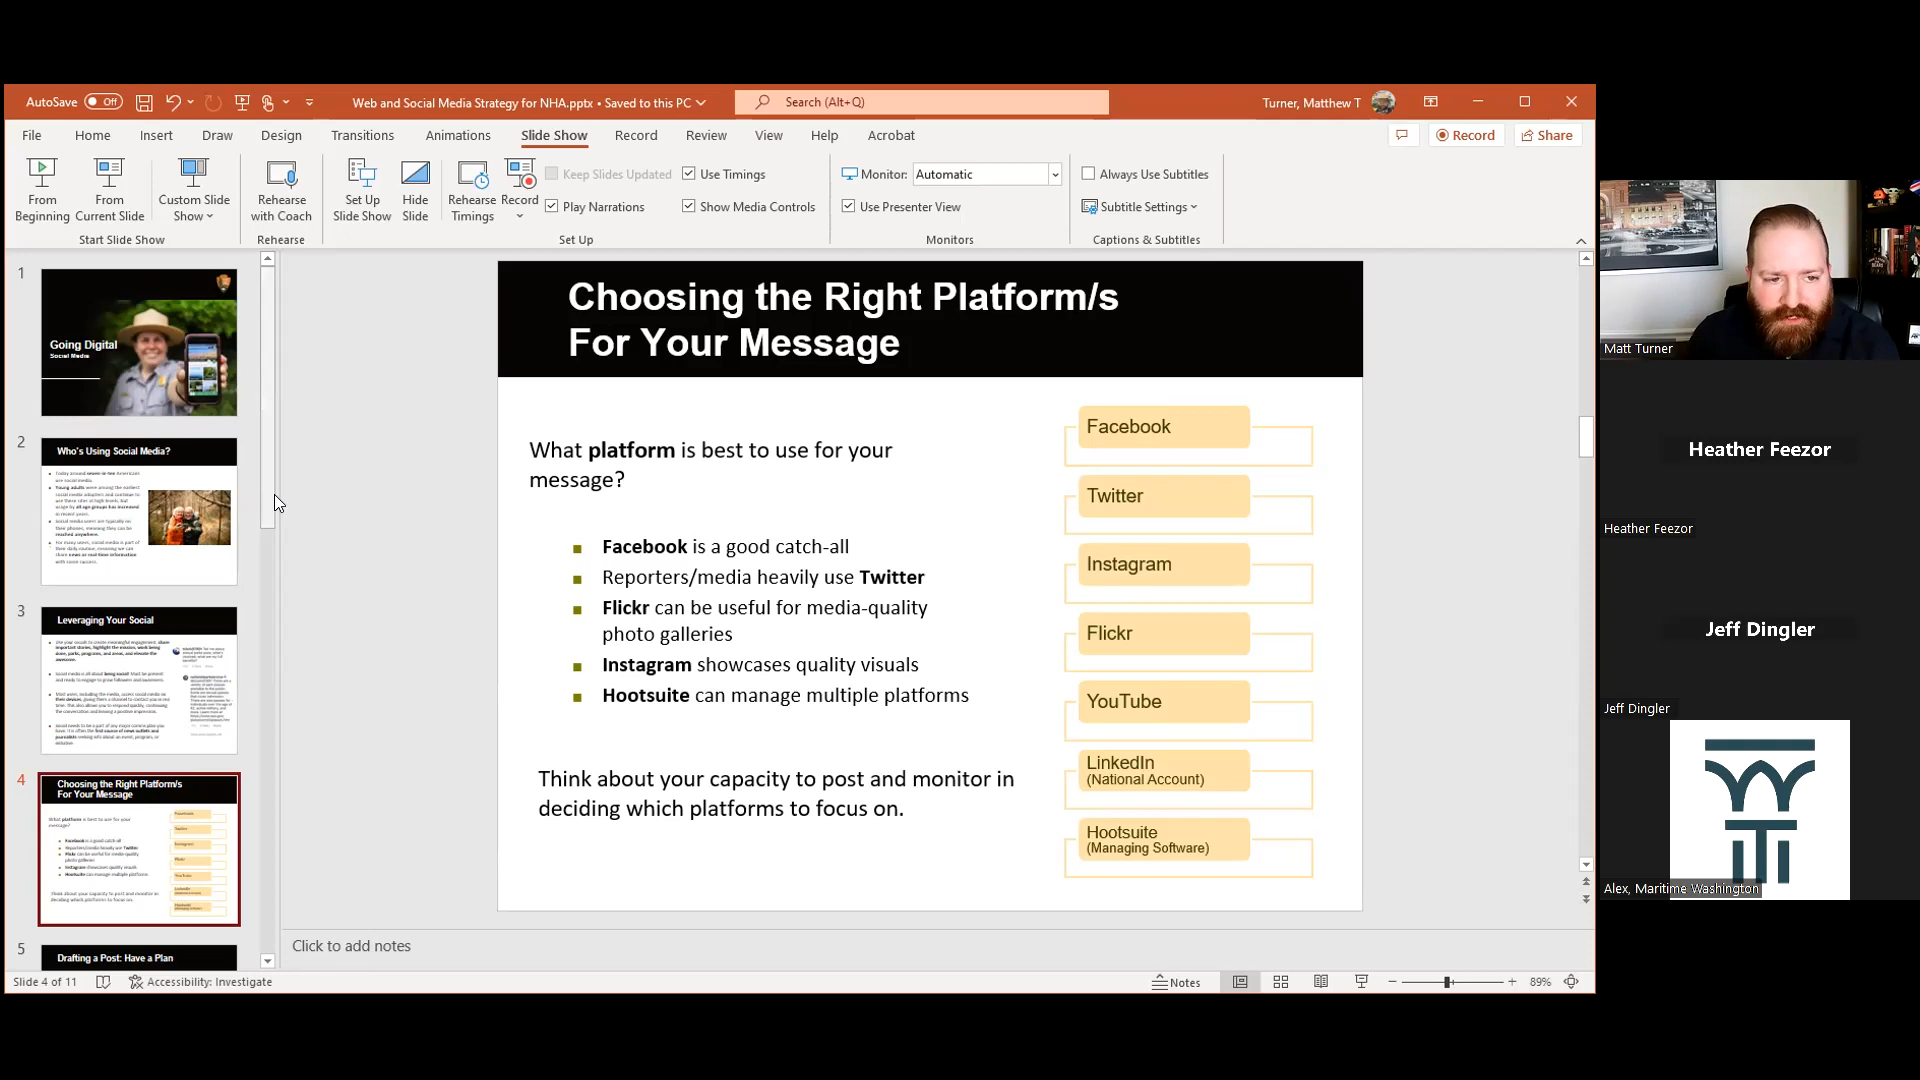 AutoSave Off
Web and Social Media Strategy for NHA.pptx • Saved to this PC
Search (Alt+Q)
Turner, Matthew T
File Home Insert Draw Design Transitions Animations Slide Show Record Review View Help Acrobat
Record Share
From Beginning
From Current Slide
Custom Slide Show
Start Slide Show
Rehearse with Coach
Rehearse
Set Up Slide Show
Hide Slide
Rehearse Timings
Record
Keep Slides Updated
Play Narrations
Use Timings
Show Media Controls
Set Up
Monitor: Automatic
Use Presenter View
Monitors
Always Use Subtitles
Subtitle Settings
Captions & Subtitles
1
Going Digital
Social Media
2
Who's Using Social Media?
3
Leveraging Your Social
4
Choosing the Right Platform/s
For Your Message
5
Drafting a Post: Have a Plan
Choosing the Right Platform/s
For Your Message
What platform is best to use for your
message?
Facebook is a good catch-all
Reporters/media heavily use Twitter
Flickr can be useful for media-quality
photo galleries
Instagram showcases quality visuals
Hootsuite can manage multiple platforms
Think about your capacity to post and monitor in
deciding which platforms to focus on.
Facebook
Twitter
Instagram
Flickr
YouTube
LinkedIn
(National Account)
Hootsuite
(Managing Software)
Click to add notes
Slide 4 of 11
Accessibility: Investigate
Notes
89%
Matt Turner
Heather Feezor
Heather Feezor
Jeff Dingler
Jeff Dingler
Alex, Maritime Washington